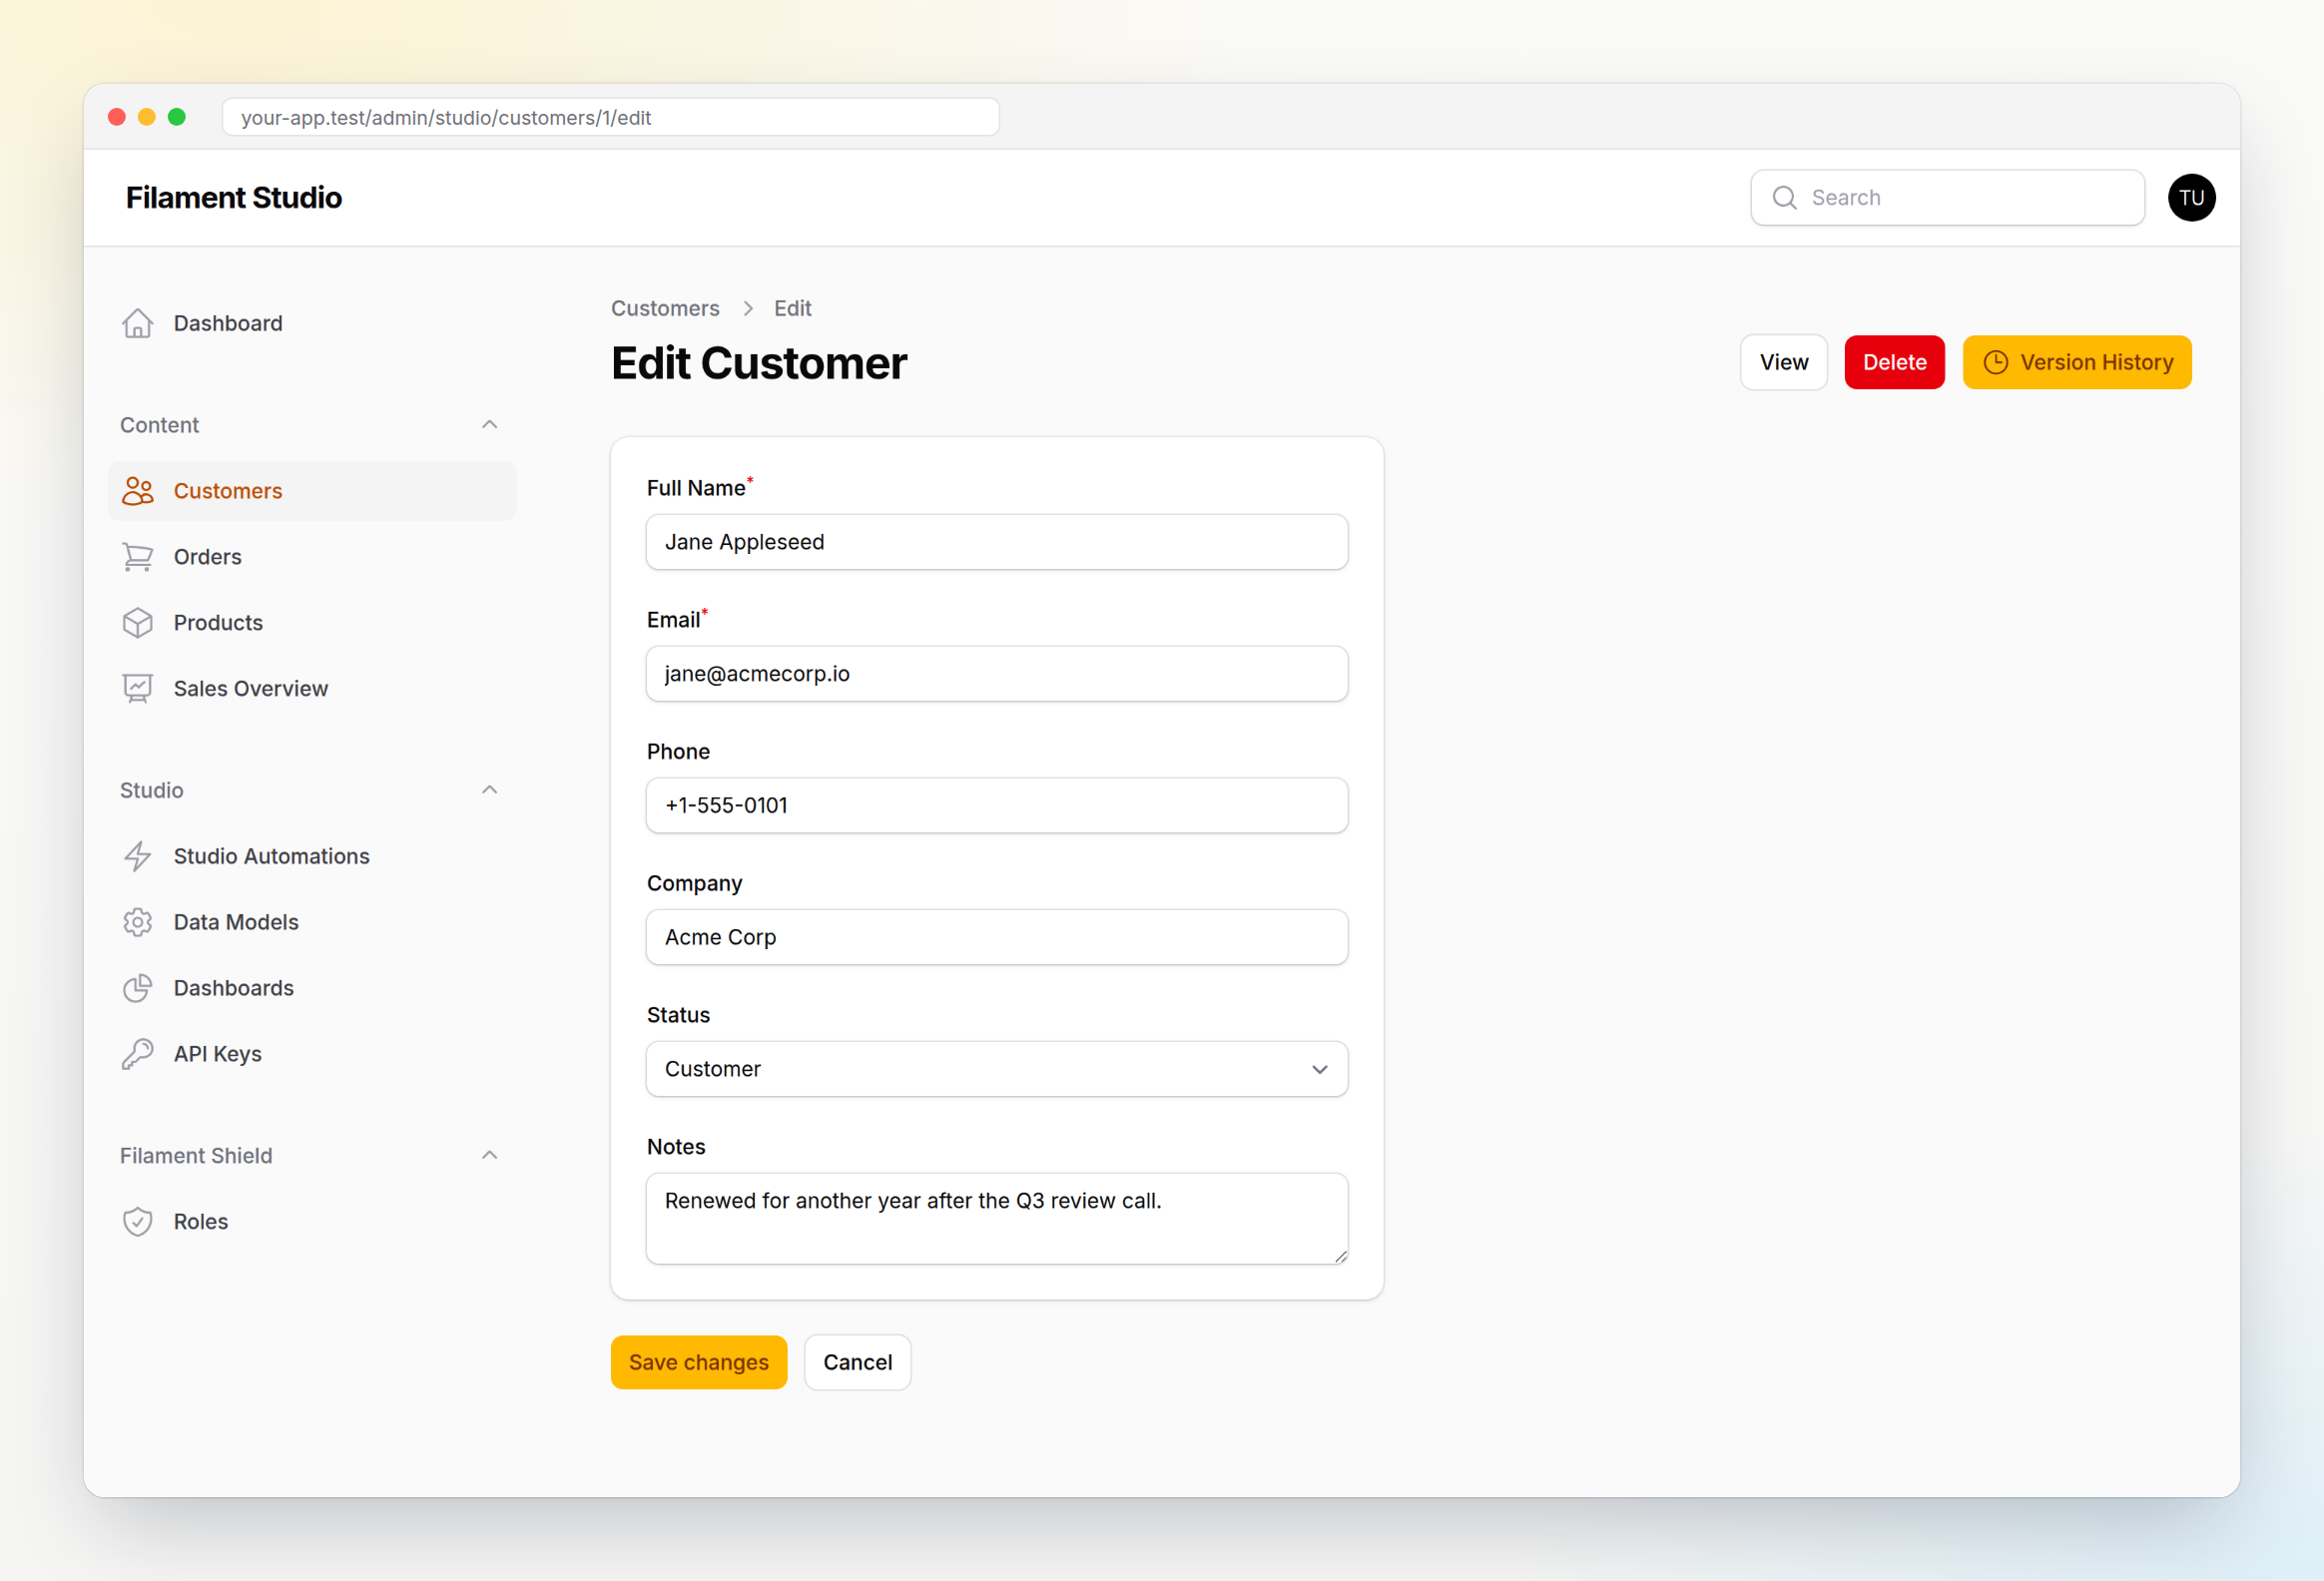 your-app.test/admin/studio/customers/1/edit
Filament Studio
Search
TU
Dashboard
Content
Customers
Orders
Products
Sales Overview
Studio
Studio Automations
Data Models
Dashboards
API Keys
Filament Shield
Roles
Customers > Edit
Edit Customer
View
Delete
Version History
Full Name*
Jane Appleseed
Email*
jane@acmecorp.io
Phone
+1-555-0101
Company
Acme Corp
Status
Customer
Notes
Renewed for another year after the Q3 review call.
Save changes
Cancel